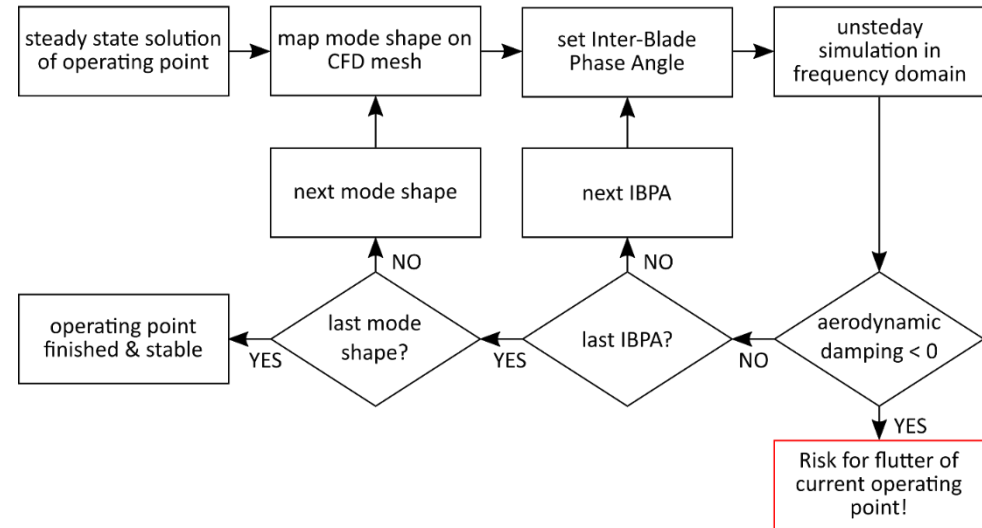 steady state solution
of operating point
map mode shape on
CFD mesh
set Inter-Blade
Phase Angle
unsteday
simulation in
frequency domain
next mode shape
next IBPA
NO
NO
operating point
finished & stable
YES
last mode
shape?
YES
last IBPA?
NO
aerodynamic
damping < 0
YES
Risk for flutter of
current operating
point!